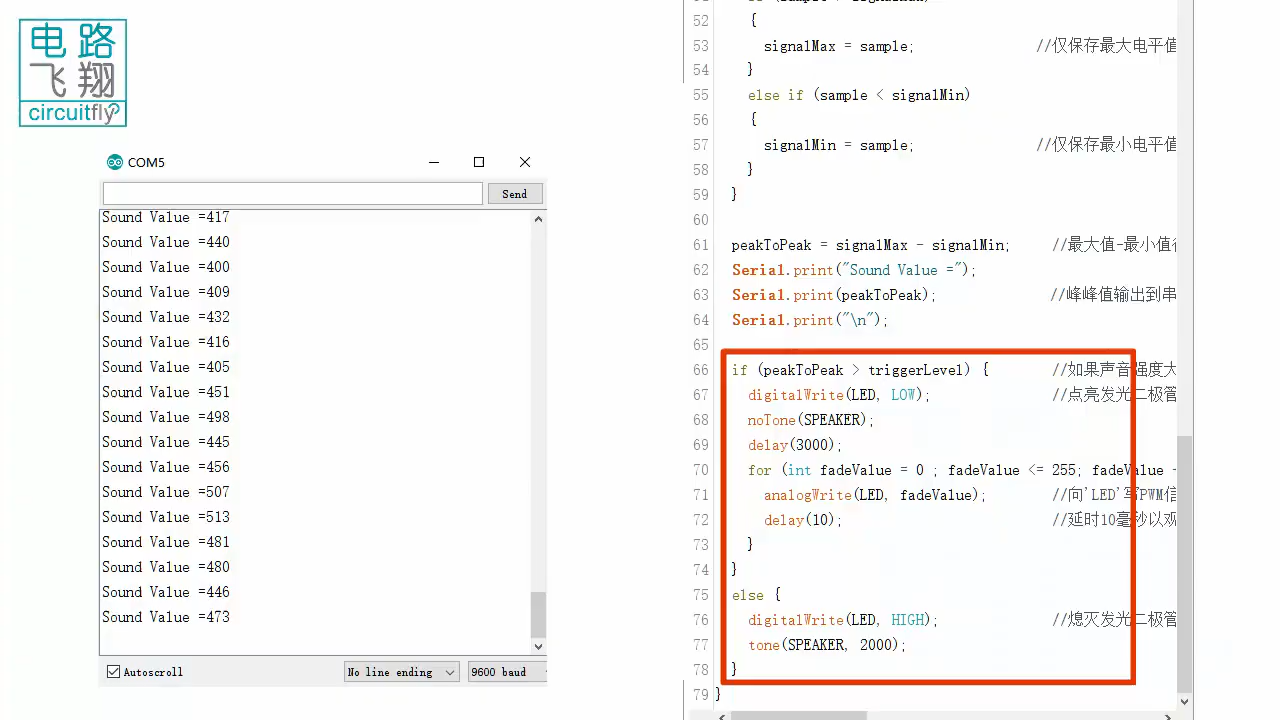 电路
飞翔
circuitfly
COM5
Send
Sound Value =417
Sound Value =440
Sound Value =400
Sound Value =409
Sound Value =432
Sound Value =416
Sound Value =405
Sound Value =451
Sound Value =498
Sound Value =445
Sound Value =456
Sound Value =507
Sound Value =513
Sound Value =481
Sound Value =480
Sound Value =446
Sound Value =473
Autoscroll
No line ending
9600 baud
52 {
53 signalMax = sample; //仅保存最大电平值
54 }
55 else if (sample < signalMin)
56 {
57 signalMin = sample; //仅保存最小电平值
58 }
59 }
60
61 peakToPeak = signalMax - signalMin; //最大值-最小值
62 Serial.print("Sound Value =");
63 Serial.print(peakToPeak); //峰峰值输出到串
64 Serial.print("\n");
65
66 if (peakToPeak > triggerLevel) { //如果声音强度大
67 digitalWrite(LED, LOW); //点亮发光二极管
68 noTone(SPEAKER);
69 delay(3000);
70 for (int fadeValue = 0 ; fadeValue <= 255; fadeValue
71 analogWrite(LED, fadeValue); //向'LED'写PWM信
72 delay(10); //延时10毫秒以观
73 }
74 }
75 else {
76 digitalWrite(LED, HIGH); //熄灭发光二极管
77 tone(SPEAKER, 2000);
78 }
79 }